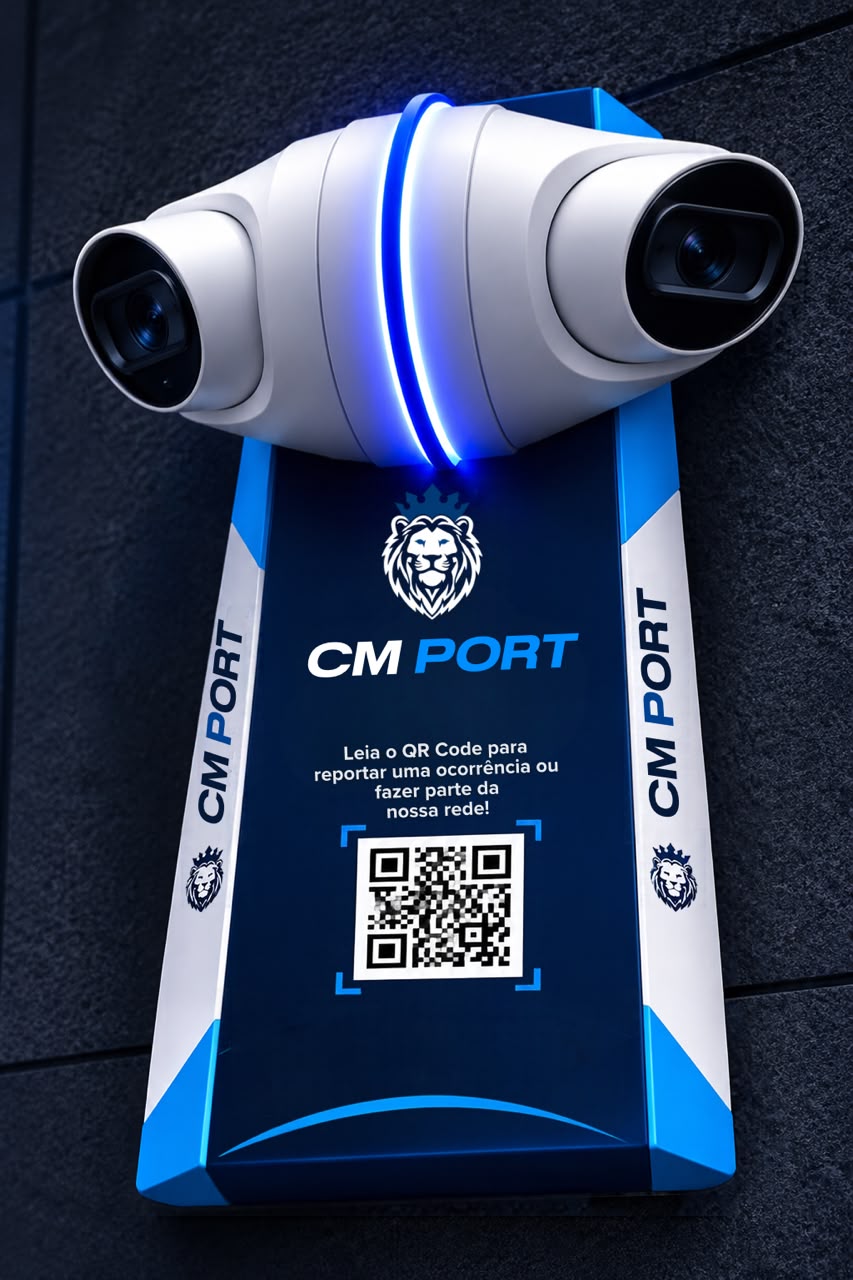 CM PORT
Leia o QR Code para
reportar uma ocorrência ou
fazer parte da
nossa rede!
CM PORT
CM PORT